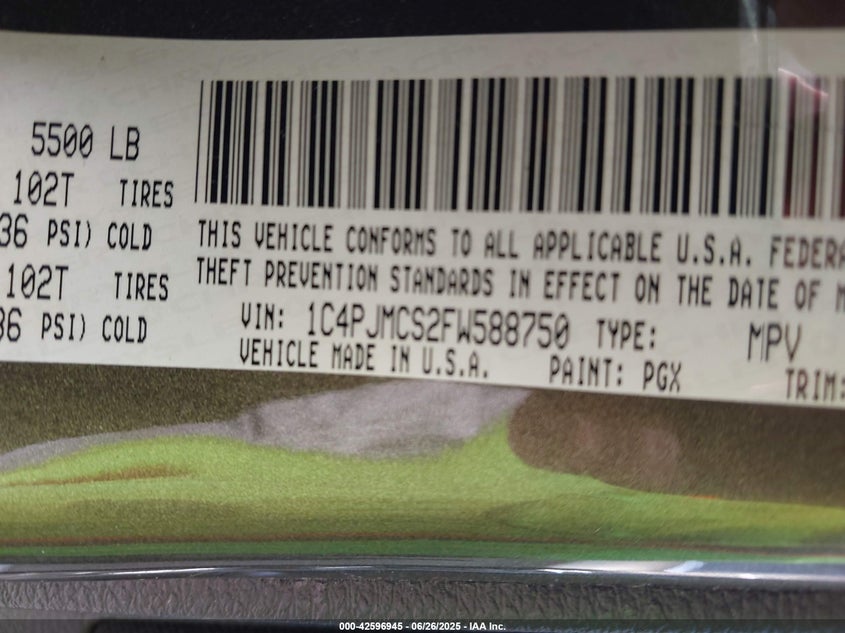 5500 LB
102T TIRES
36 PSI) COLD
102T TIRES
36 PSI) COLD
THIS VEHICLE CONFORMS TO ALL APPLICABLE U.S.A. FEDERA
THEFT PREVENTION STANDARDS IN EFFECT ON THE DATE OF M
VIN: 1C4PJMCS2FW588750 TYPE: MPV
VEHICLE MADE IN U.S.A. PAINT: PGX TRIM:
000-42596945 - 06/26/2025 - IAA Inc.